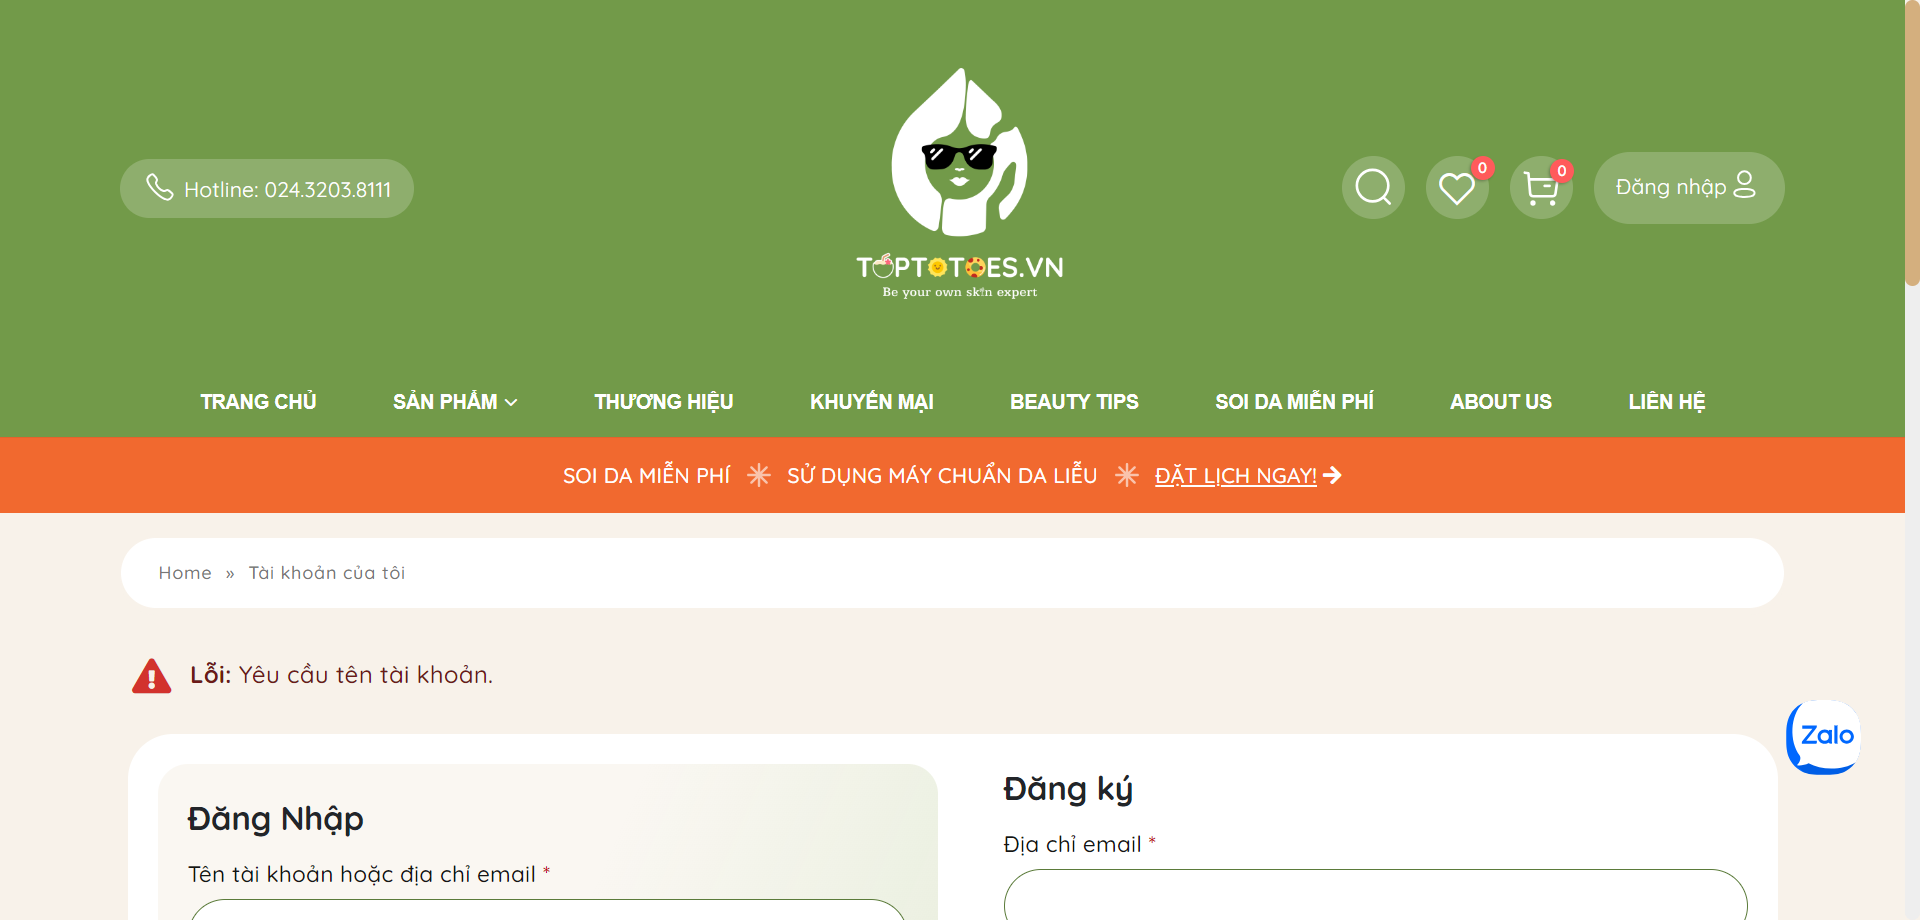 Hotline: 024.3203.8111
TOPTOTOES.VN
Be your own skin expert
0
0
Đăng nhập
TRANG CHỦ SẢN PHẨM THƯƠNG HIỆU KHUYẾN MẠI BEAUTY TIPS SOI DA MIỄN PHÍ ABOUT US LIÊN HỆ
SOI DA MIỄN PHÍ SỬ DỤNG MÁY CHUẨN DA LIỄU ĐẶT LỊCH NGAY!
Home » Tài khoản của tôi
Lỗi: Yêu cầu tên tài khoản.
Zalo
Đăng Nhập
Tên tài khoản hoặc địa chỉ email *
Đăng ký
Địa chỉ email *